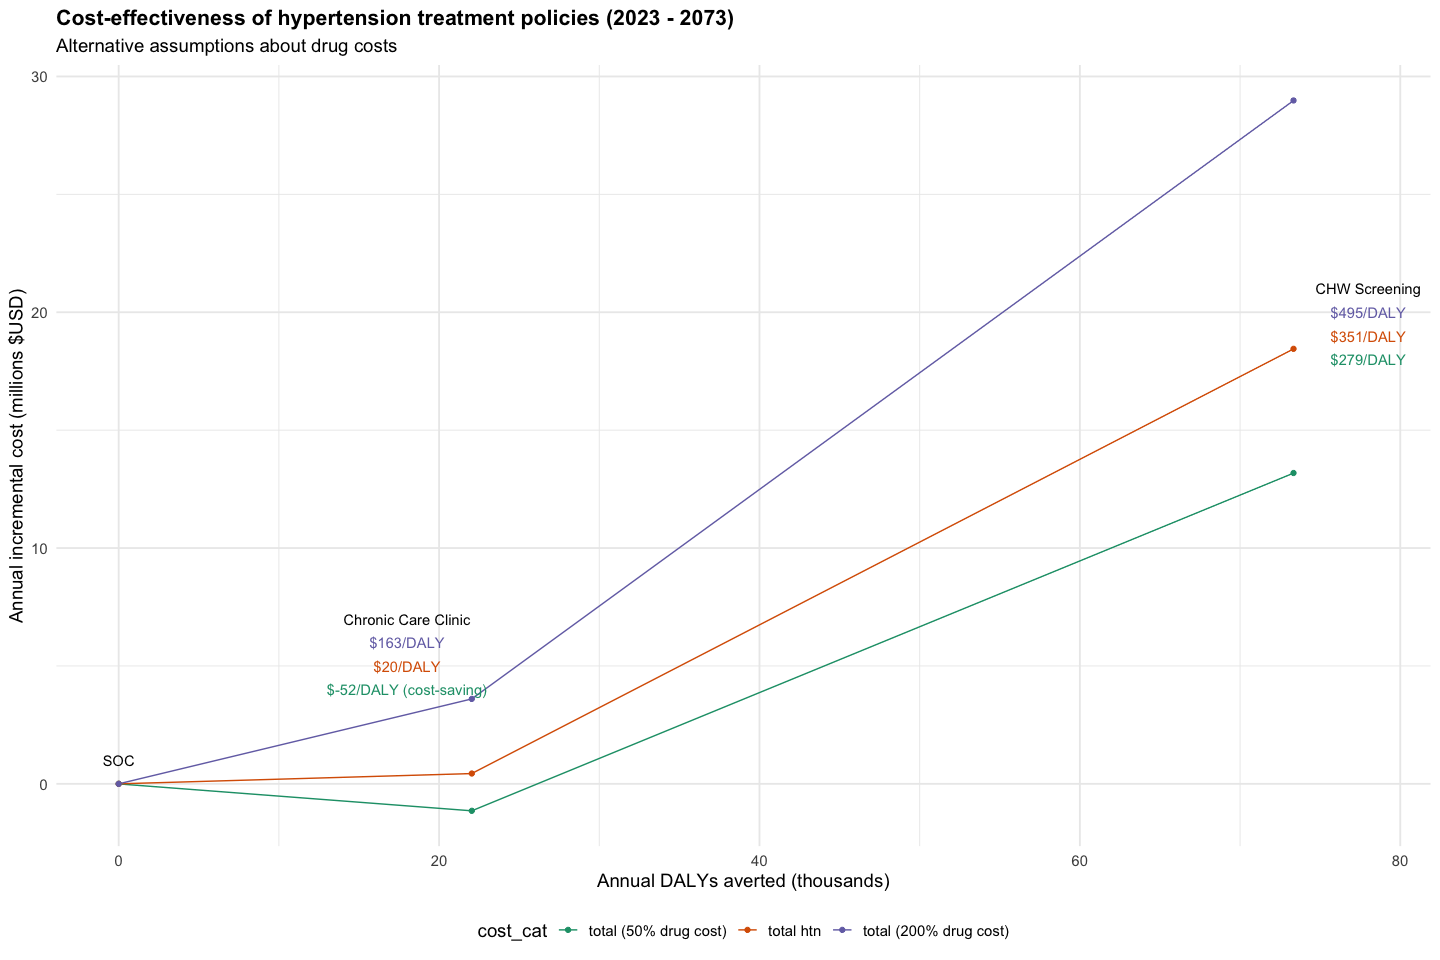 Cost-effectiveness of hypertension treatment policies (2023 - 2073)
Alternative assumptions about drug costs
Annual incremental cost (millions $USD)
30
20
10
0
CHW Screening
$495/DALY
$351/DALY
$279/DALY
Chronic Care Clinic
$163/DALY
$20/DALY
$-52/DALY (cost-saving)
SOC
0 20 40 60 80
Annual DALYs averted (thousands)
cost_cat total (50% drug cost) total htn total (200% drug cost)